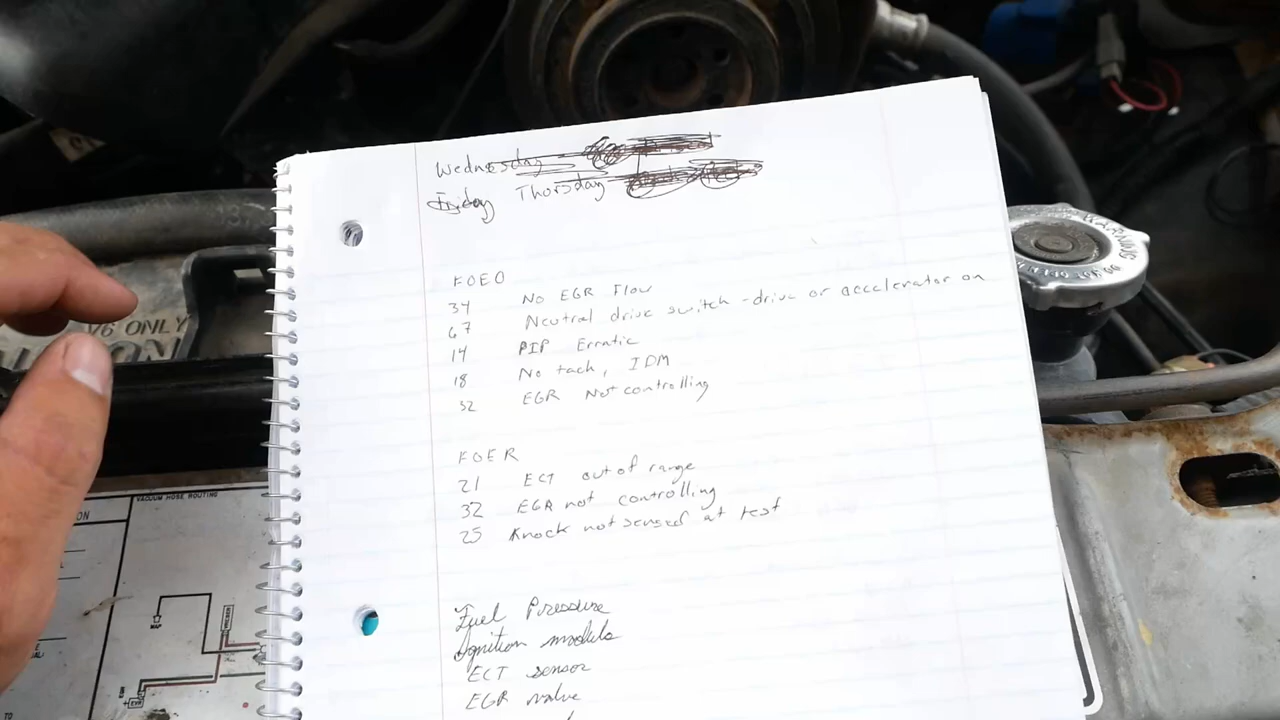 Wednesday
Friday Thursday
KOEO
34 No EGR Flow
67 Neutral drive switch - drive or accelerator on
14 PIP Erratic
18 No tach, IDM
32 EGR Not controlling
KOER
21 ECT out of range
32 EGR not controlling
25 Knock not sensed at test
Fuel Pressure
Ignition module
ECT sensor
EGR valve
V6 ONLY
VACUUM HOSE ROUTING
MAP
EGR
WARNING